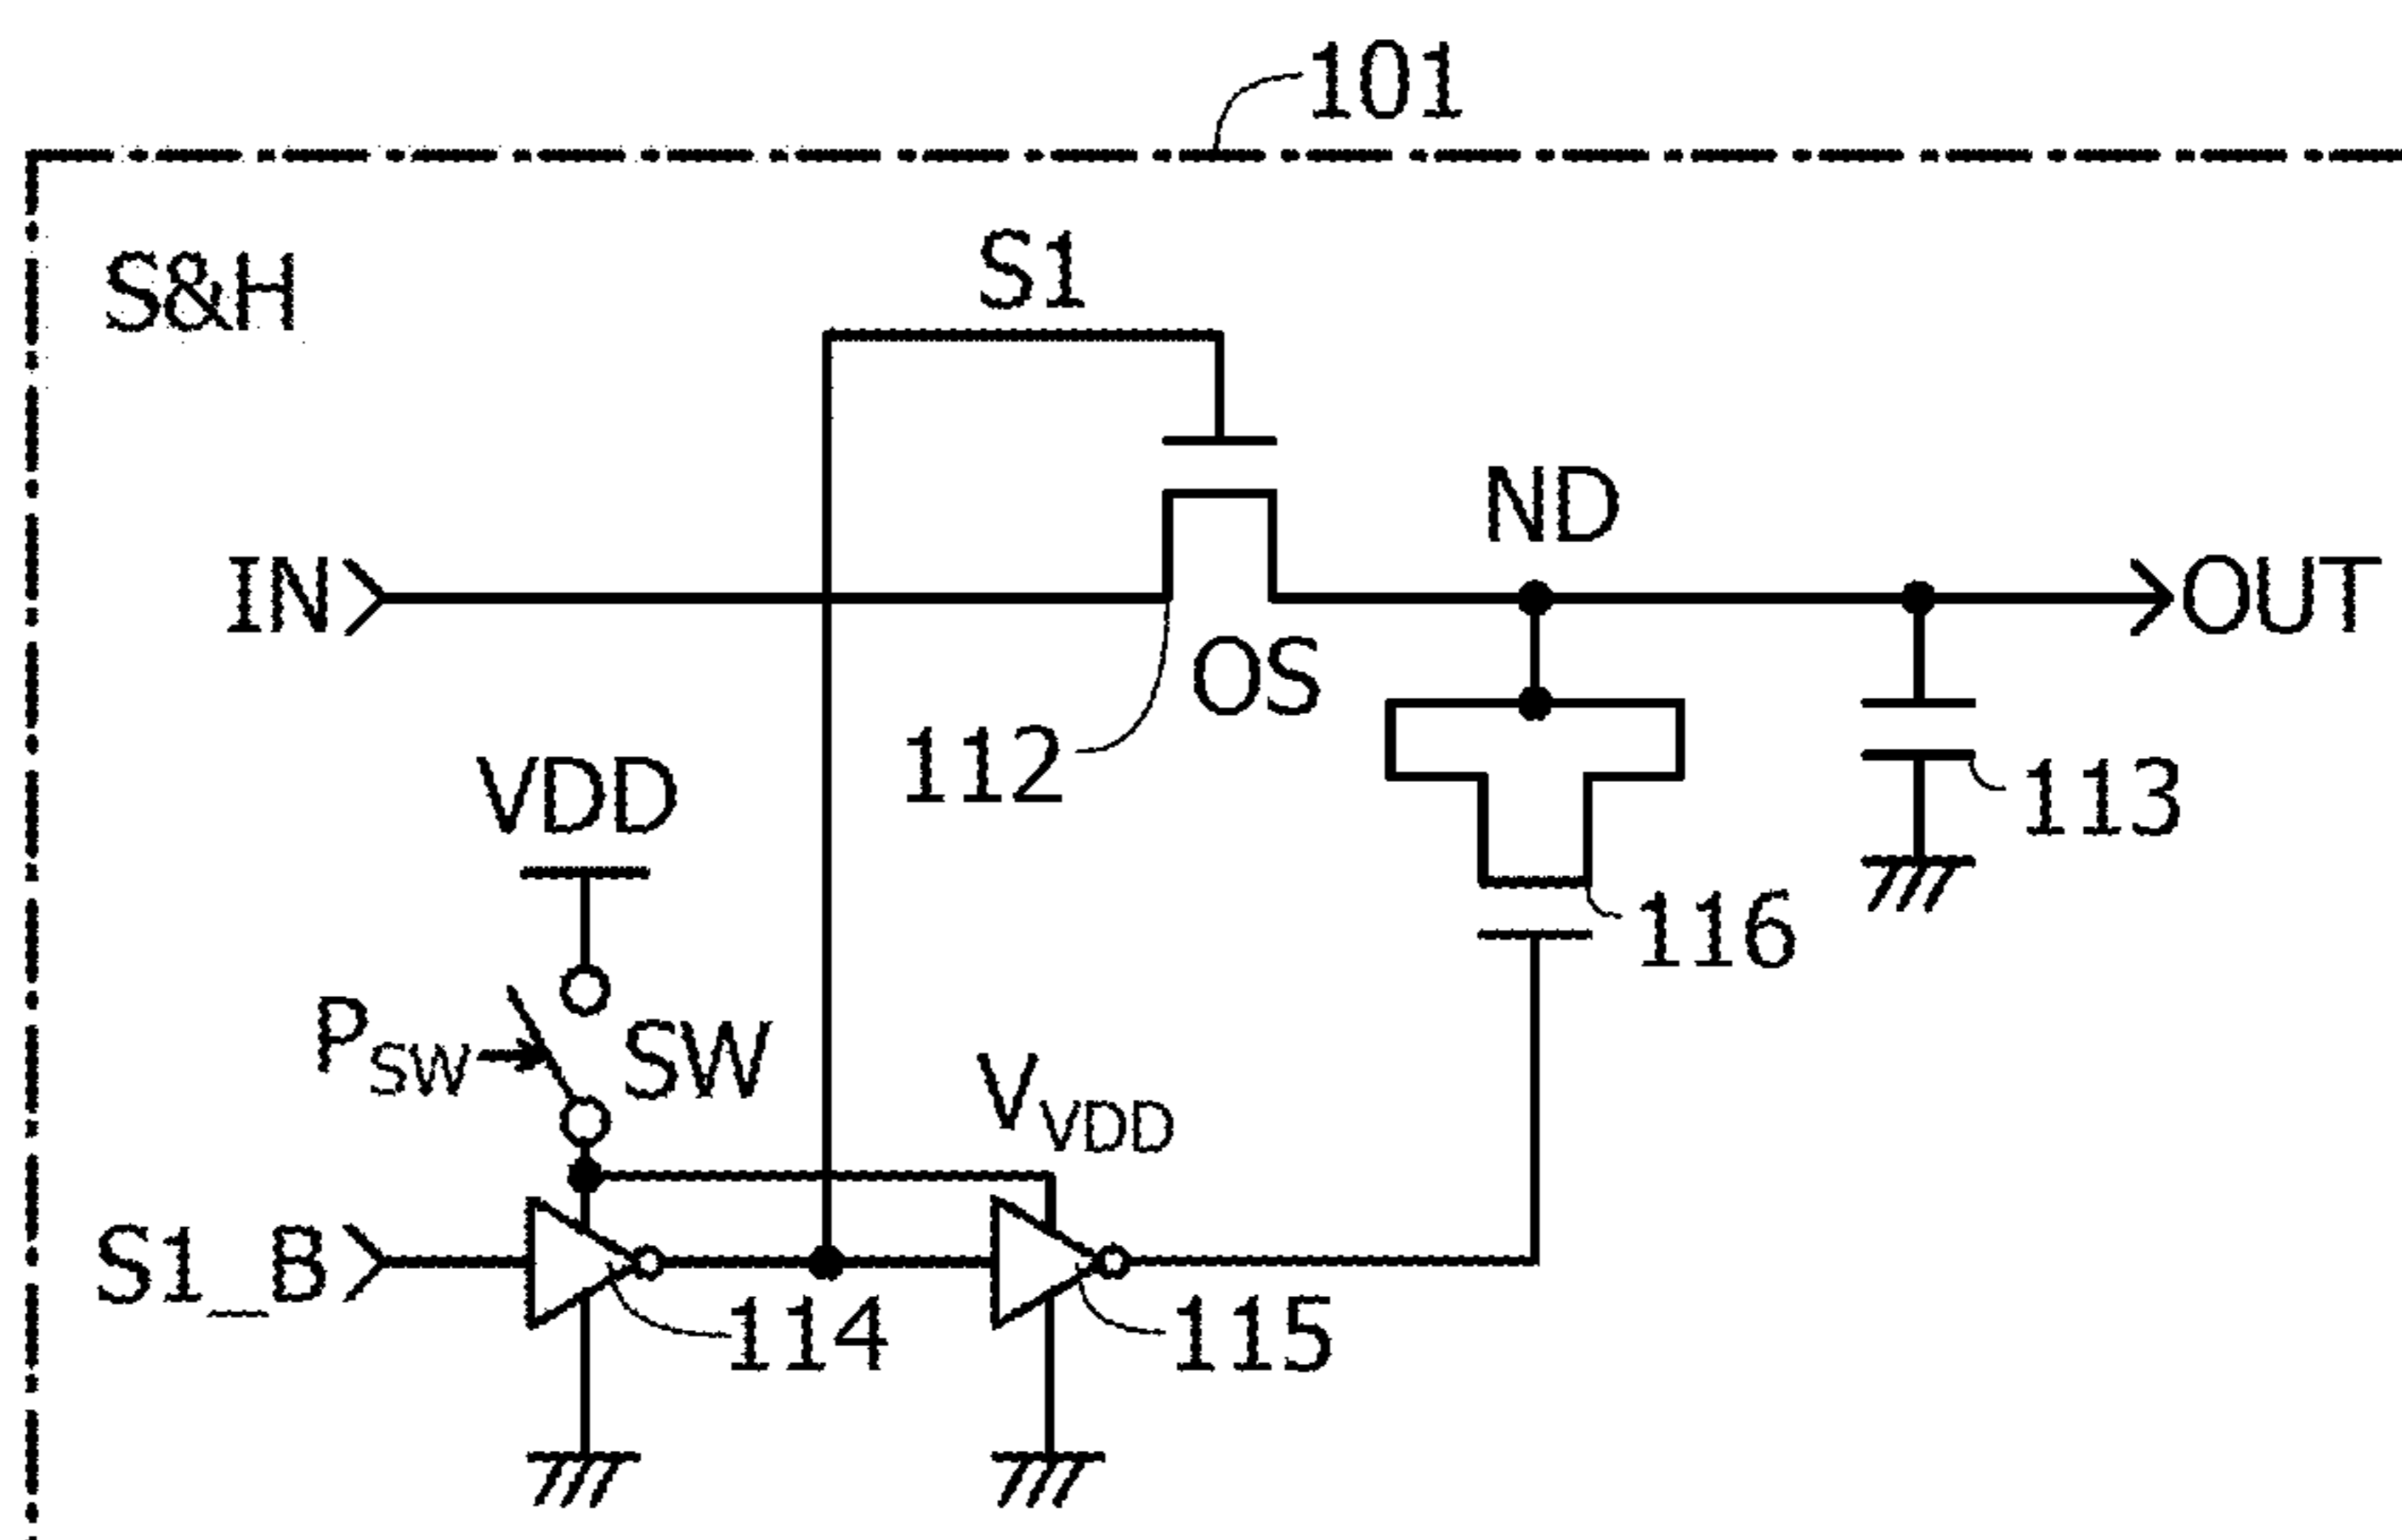 101
S&H
S1
IN
ND
OUT
OS
112
113
VDD
116
P_SW
SW
V_VDD
S1_B
114
115